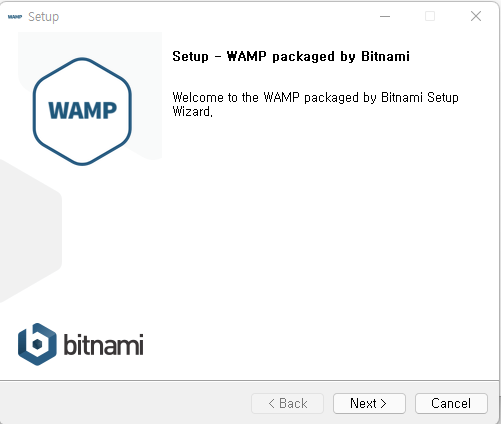 WAMP Setup
Setup - WAMP packaged by Bitnami
WAMP
Welcome to the WAMP packaged by Bitnami Setup
Wizard.
bitnami
< Back
Next >
Cancel